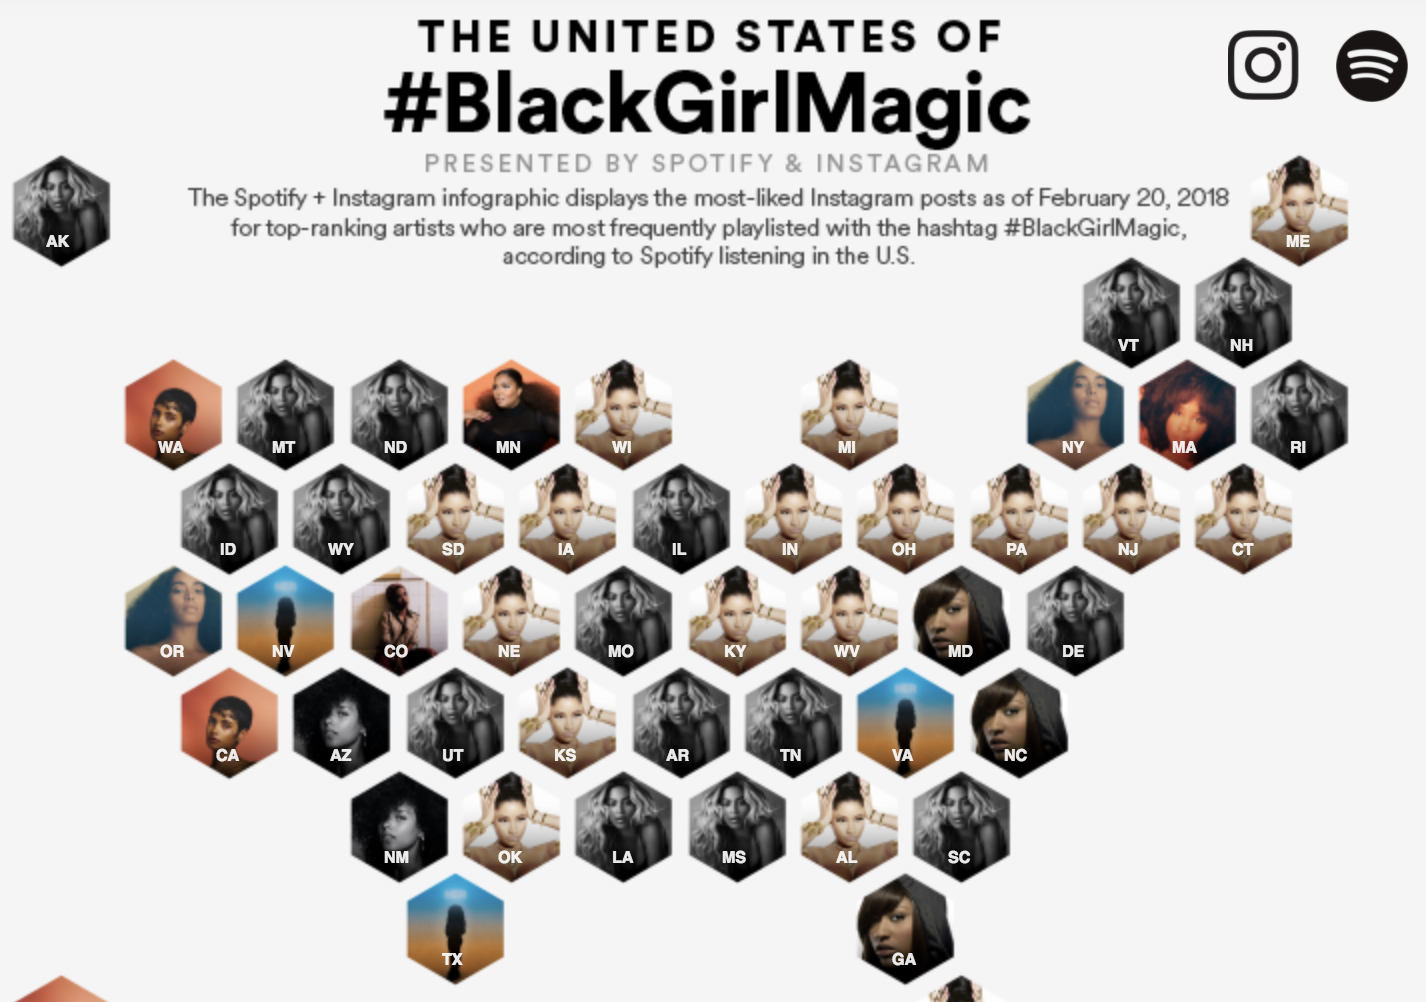 THE UNITED STATES OF
#BlackGirlMagic
PRESENTED BY SPOTIFY & INSTAGRAM
The Spotify + Instagram infographic displays the most-liked Instagram posts as of February 20, 2018
for top-ranking artists who are most frequently playlisted with the hashtag #BlackGirlMagic,
according to Spotify listening in the U.S.
AK ME
VT NH
WA MT ND MN WI MI NY MA RI
ID WY SD IA IL IN OH PA NJ CT
OR NV CO NE MO KY WV MD DE
CA AZ UT KS AR TN VA NC
NM OK LA MS AL SC
TX GA